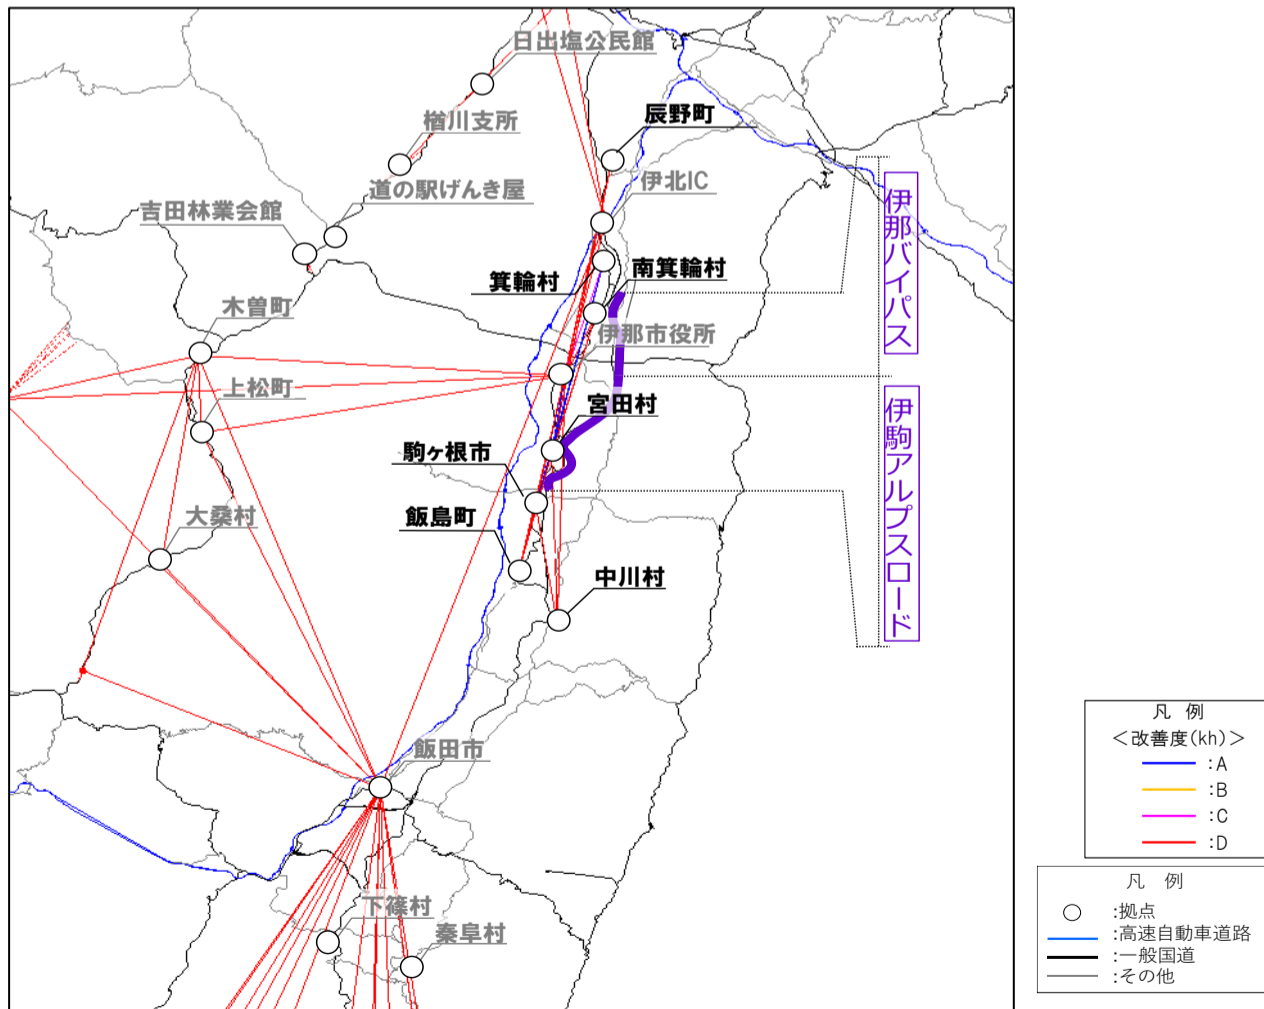 日出塩公民館
楢川支所
辰野町
道の駅げんき屋
伊北IC
吉田林業会館
箕輪村
南箕輪村
木曽町
伊那市役所
上松町
宮田村
駒ヶ根市
大桑村
飯島町
中川村
飯田市
下篠村
秦阜村
伊那バイパス
伊駒アルプスロード
凡 例
<改善度(kh)>
:A
:B
:C
:D
凡 例
:拠点
:高速自動車道路
:一般国道
:その他